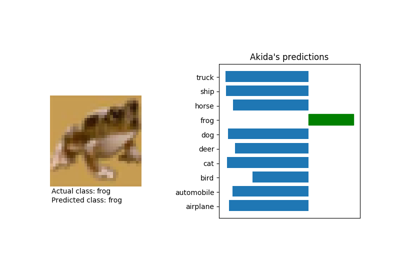 Akida's predictions
truck
ship
horse
frog
dog
deer
cat
bird
automobile
airplane
Actual class: frog
Predicted class: frog